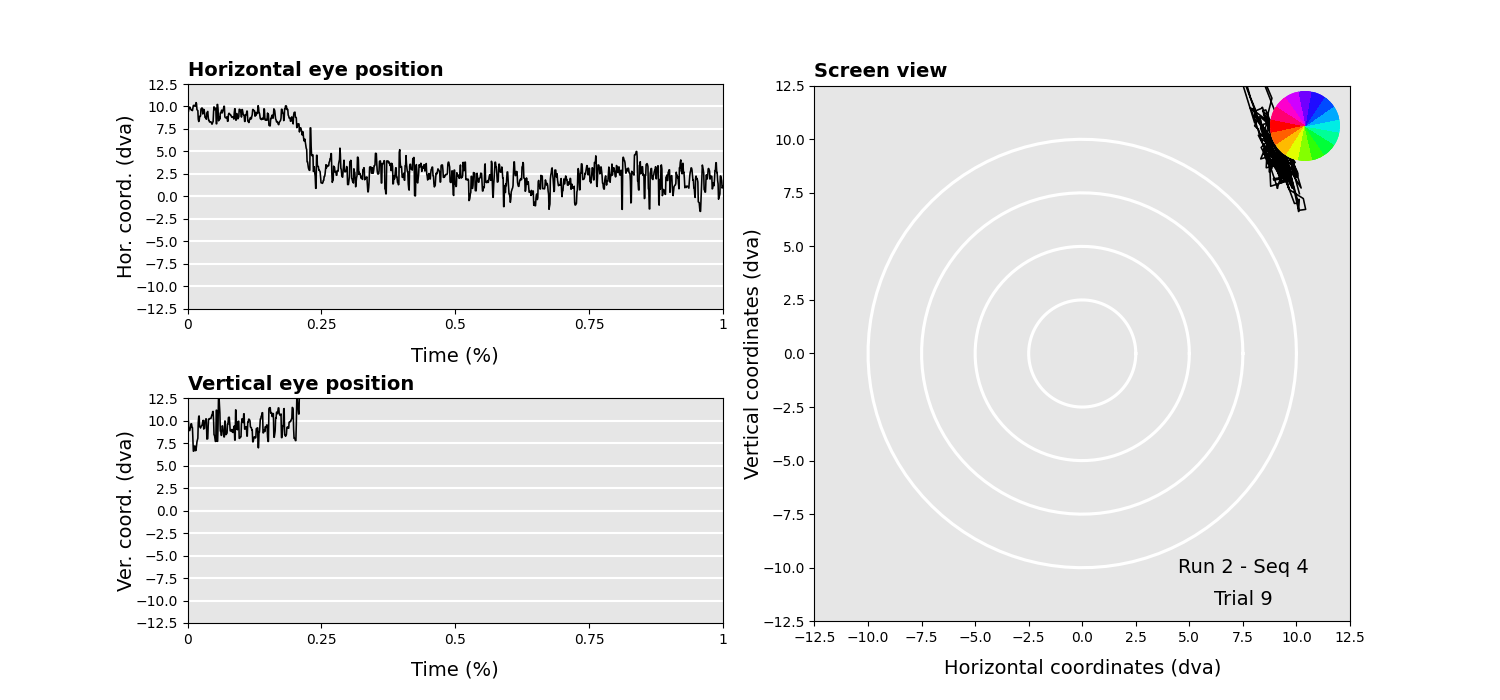 Horizontal eye position
12.5
10.0
7.5
5.0
2.5
0.0
−2.5
−5.0
−7.5
−10.0
−12.5
Hor. coord. (dva)
0 0.25 0.5 0.75 1
Time (%)
Vertical eye position
12.5
10.0
7.5
5.0
2.5
0.0
−2.5
−5.0
−7.5
−10.0
−12.5
Ver. coord. (dva)
0 0.25 0.5 0.75 1
Time (%)
Screen view
12.5
10.0
7.5
5.0
2.5
0.0
−2.5
−5.0
−7.5
−10.0
−12.5
Vertical coordinates (dva)
Run 2 - Seq 4
Trial 9
−12.5 −10.0 −7.5 −5.0 −2.5 0.0 2.5 5.0 7.5 10.0 12.5
Horizontal coordinates (dva)